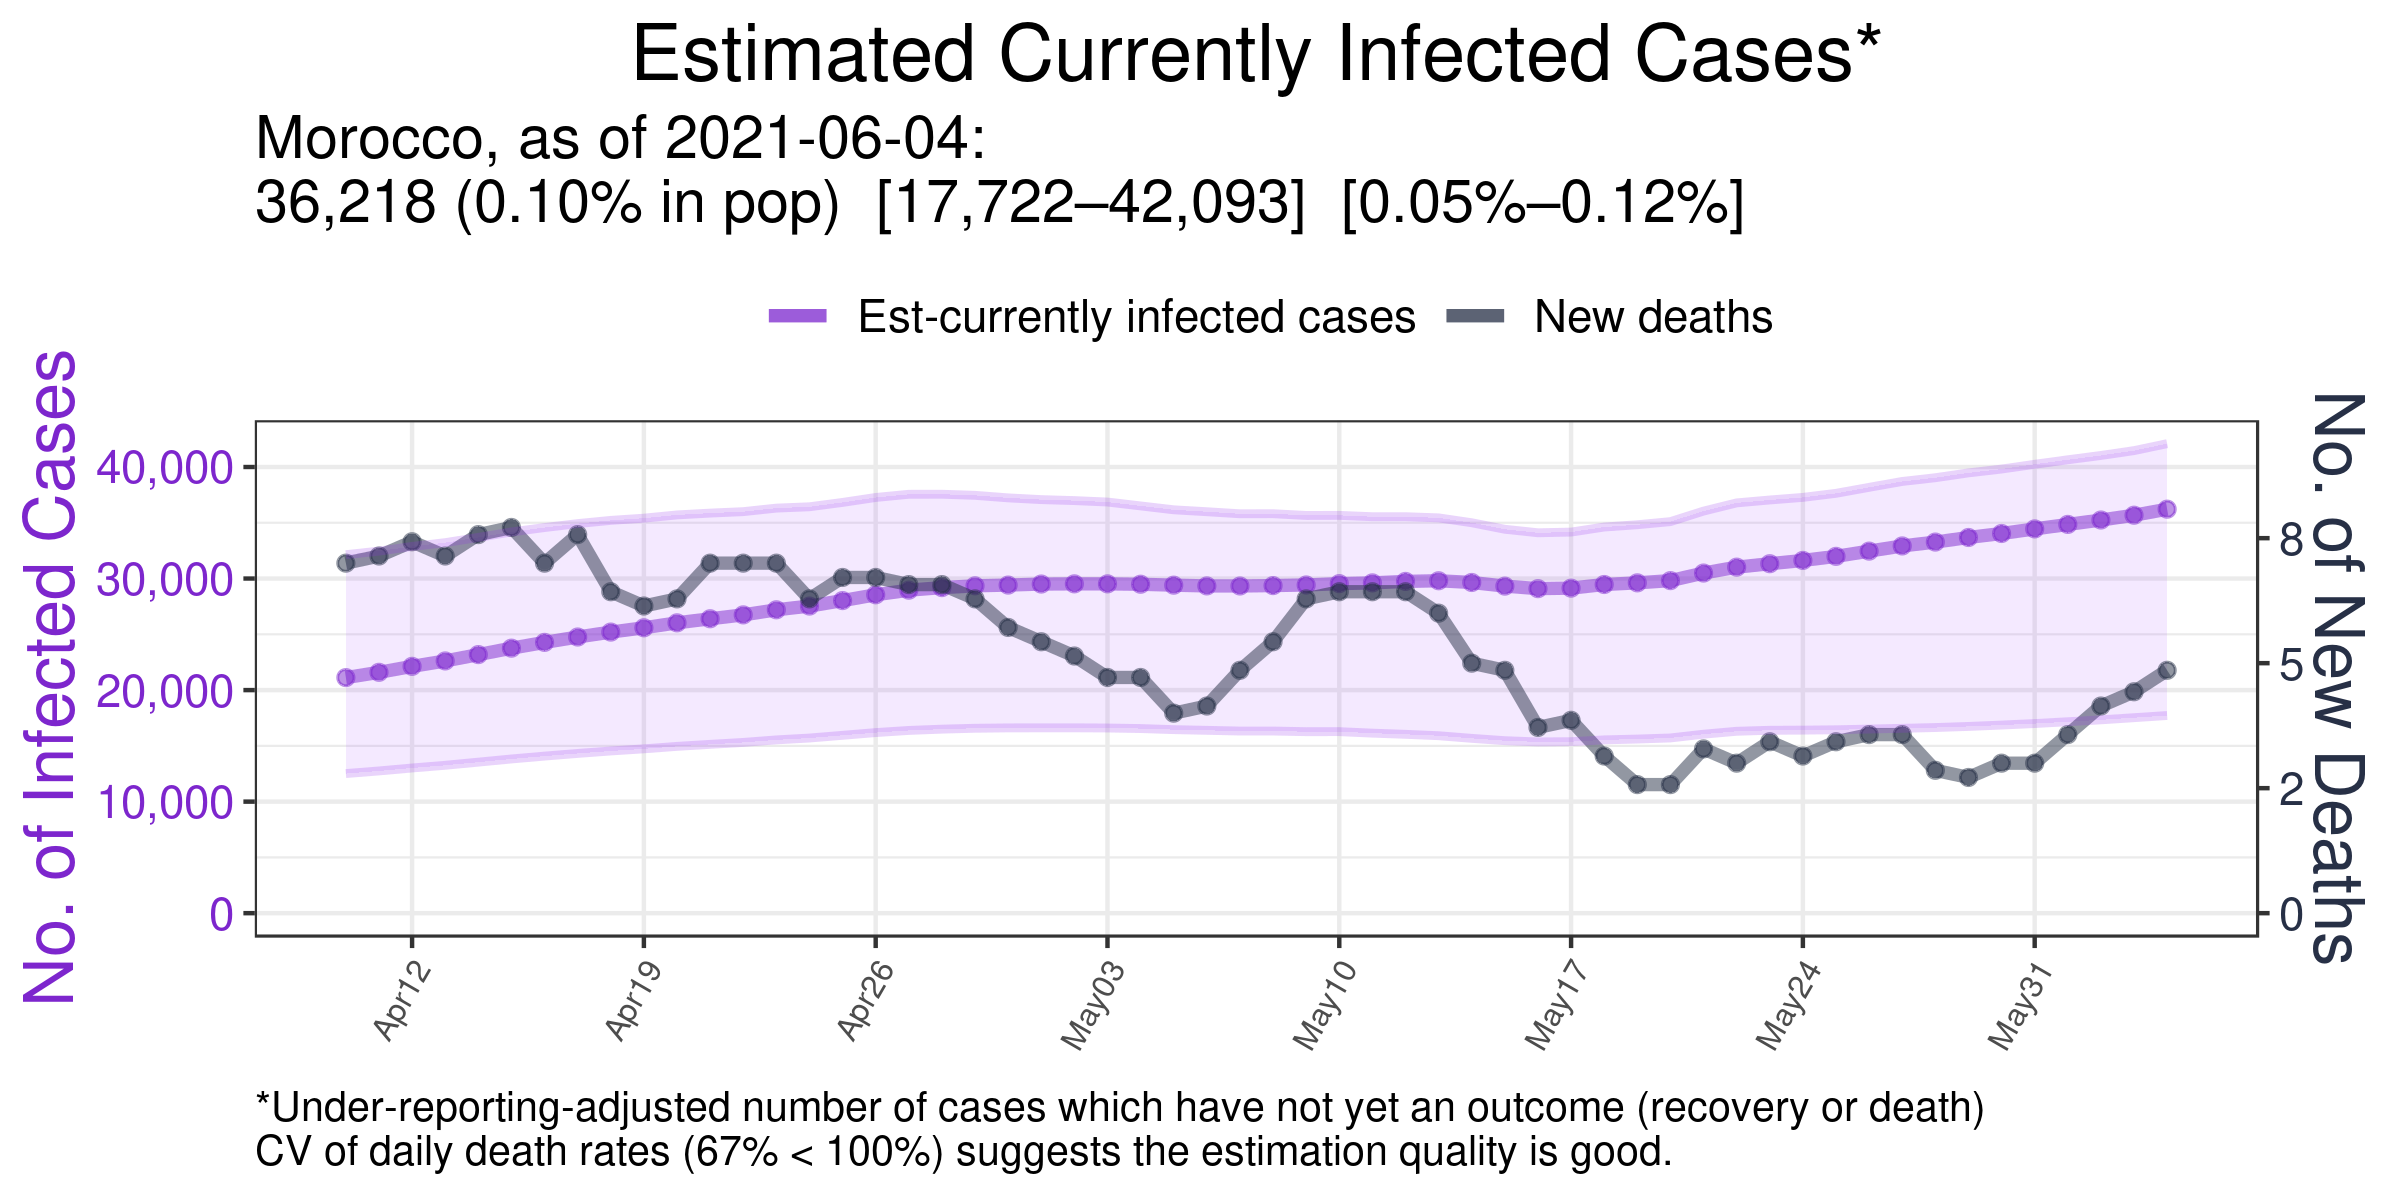 Estimated Currently Infected Cases*
Morocco, as of 2021-06-04:
36,218 (0.10% in pop)  [17,722–42,093]  [0.05%–0.12%]
Est-currently infected cases
New deaths
No. of Infected Cases
40,000
30,000
20,000
10,000
0
No. of New Deaths
8
5
2
0
Apr12
Apr19
Apr26
May03
May10
May17
May24
May31
*Under-reporting-adjusted number of cases which have not yet an outcome (recovery or death)
CV of daily death rates (67% < 100%) suggests the estimation quality is good.